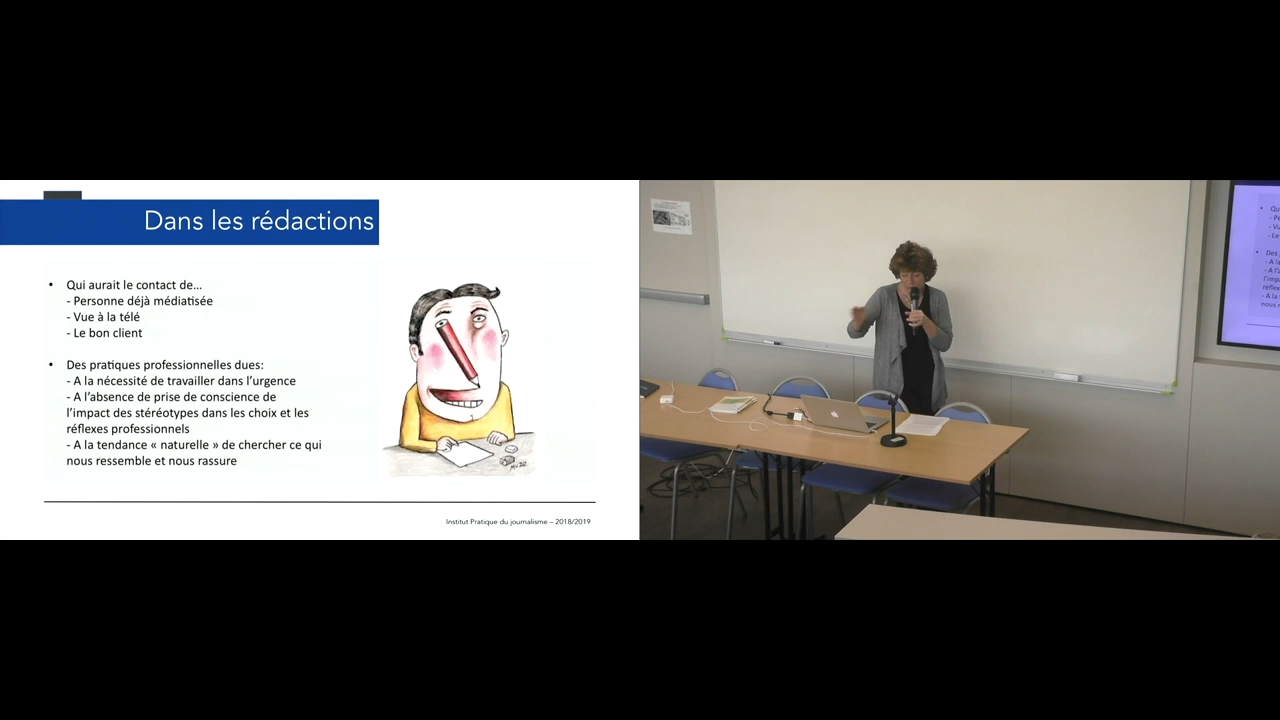 Dans les rédactions
• Qui aurait le contact de...
- Personne déjà médiatisée
- Vue à la télé
- Le bon client
• Des pratiques professionnelles dues:
- A la nécessité de travailler dans l’urgence
- A l’absence de prise de conscience de
l’impact des stéréotypes dans les choix et les
réflexes professionnels
- A la tendance « naturelle » de chercher ce qui
nous ressemble et nous rassure
Institut Pratique du journalisme – 2018/2019